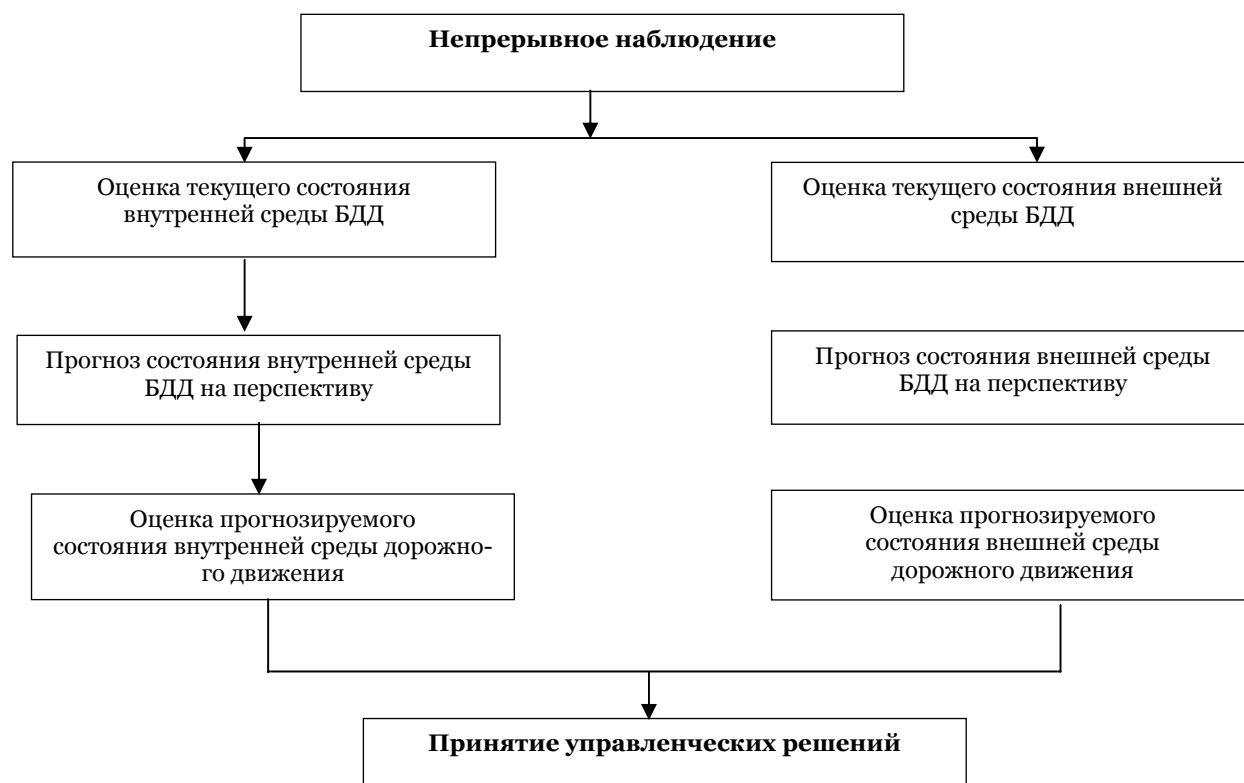 Непрерывное наблюдение
Оценка текущего состояния
внутренней среды БДД
Оценка текущего состояния внешней
среды БДД
Прогноз состояния внутренней среды
БДД на перспективу
Прогноз состояния внешней среды
БДД на перспективу
Оценка прогнозируемого
состояния внутренней среды дорожно-
го движения
Оценка прогнозируемого
состояния внешней среды
дорожного движения
Принятие управленческих решений